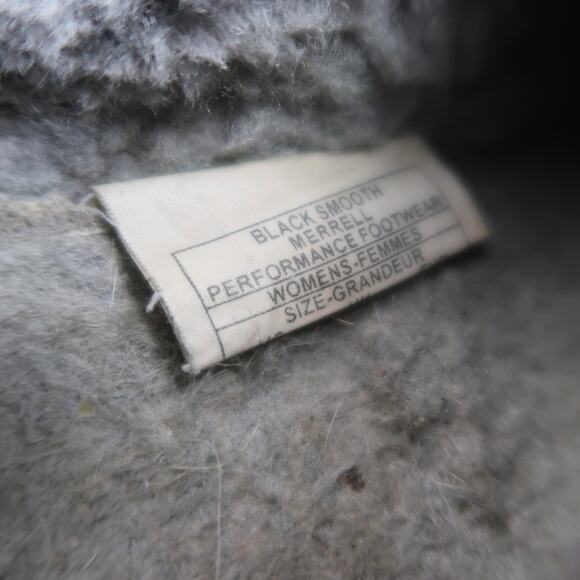 BLACK SMOOTH
MERRELL
PERFORMANCE FOOTWEAR
WOMENS-FEMMES
SIZE-GRANDEUR